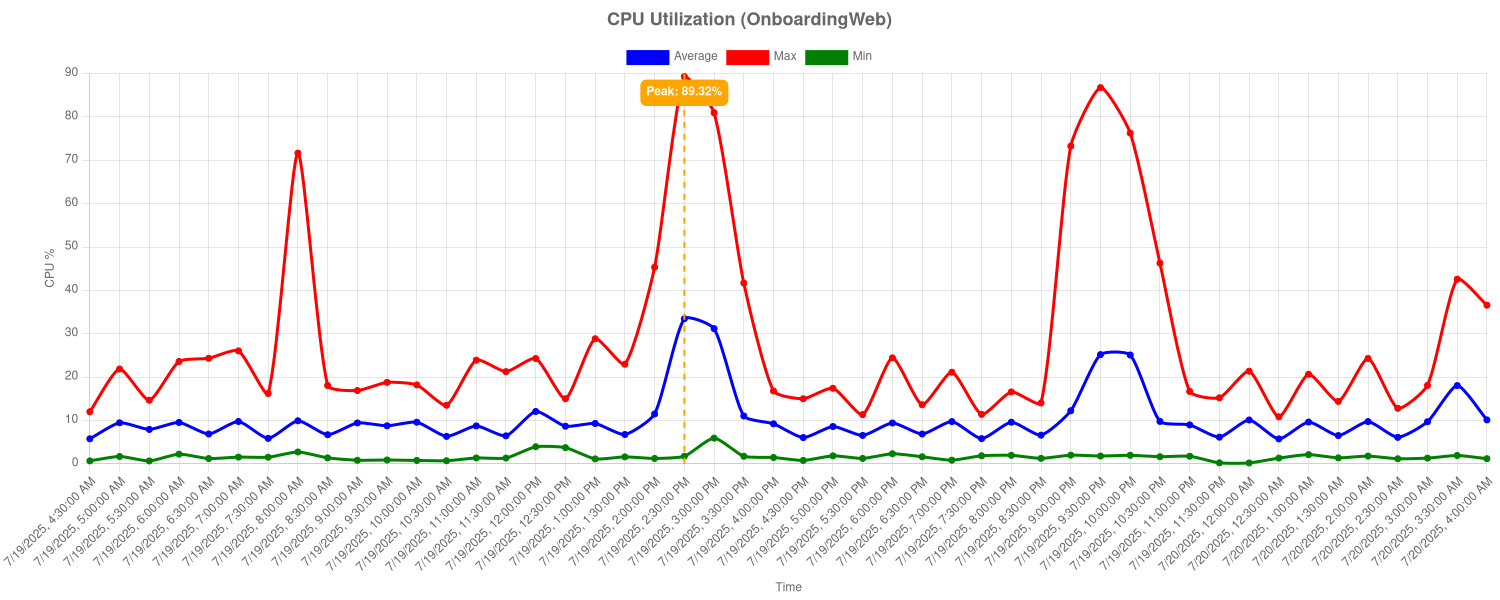 CPU Utilization (OnboardingWeb)
Average Max Min
Peak: 89.32%
90
80
70
60
50
40
30
20
10
0
CPU %
7/19/2025, 4:30:00 AM
7/19/2025, 5:00:00 AM
7/19/2025, 5:30:00 AM
7/19/2025, 6:00:00 AM
7/19/2025, 6:30:00 AM
7/19/2025, 7:00:00 AM
7/19/2025, 7:30:00 AM
7/19/2025, 8:00:00 AM
7/19/2025, 8:30:00 AM
7/19/2025, 9:00:00 AM
7/19/2025, 9:30:00 AM
7/19/2025, 10:00:00 AM
7/19/2025, 10:30:00 AM
7/19/2025, 11:00:00 AM
7/19/2025, 11:30:00 AM
7/19/2025, 12:00:00 PM
7/19/2025, 12:30:00 PM
7/19/2025, 1:00:00 PM
7/19/2025, 1:30:00 PM
7/19/2025, 2:00:00 PM
7/19/2025, 2:30:00 PM
7/19/2025, 3:00:00 PM
7/19/2025, 3:30:00 PM
7/19/2025, 4:00:00 PM
7/19/2025, 4:30:00 PM
7/19/2025, 5:00:00 PM
7/19/2025, 5:30:00 PM
7/19/2025, 6:00:00 PM
7/19/2025, 6:30:00 PM
7/19/2025, 7:00:00 PM
7/19/2025, 7:30:00 PM
7/19/2025, 8:00:00 PM
7/19/2025, 8:30:00 PM
7/19/2025, 9:00:00 PM
7/19/2025, 9:30:00 PM
7/19/2025, 10:00:00 PM
7/19/2025, 10:30:00 PM
7/19/2025, 11:00:00 PM
7/19/2025, 11:30:00 PM
7/20/2025, 12:00:00 AM
7/20/2025, 12:30:00 AM
7/20/2025, 1:00:00 AM
7/20/2025, 1:30:00 AM
7/20/2025, 2:00:00 AM
7/20/2025, 2:30:00 AM
7/20/2025, 3:00:00 AM
7/20/2025, 3:30:00 AM
7/20/2025, 4:00:00 AM
Time